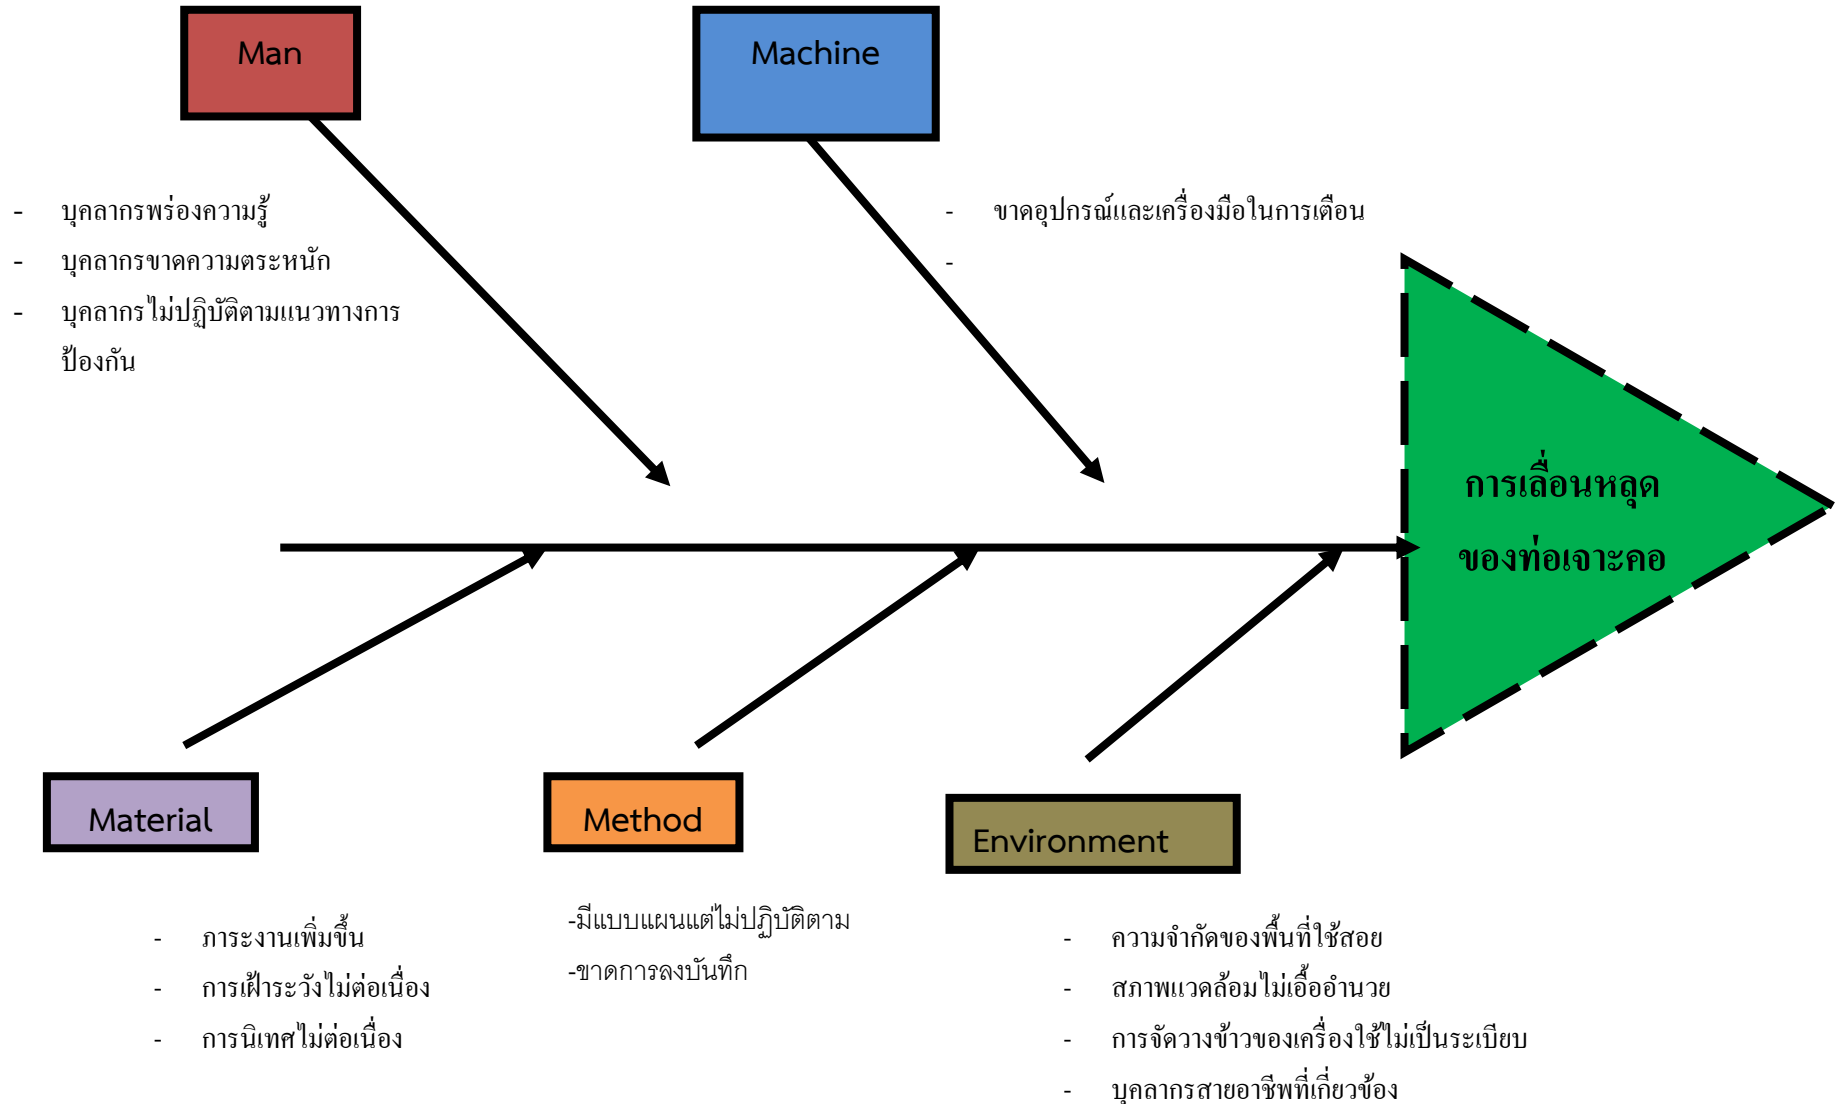 Man
Machine
- บุคลากรพร่องความรู้
- บุคลากรขาดความตระหนัก
- บุคลากรไม่ปฏิบัติตามแนวทางการ
ป้องกัน
- ขาดอุปกรณ์และเครื่องมือในการเตือน
-
การเลื่อนหลุด
ของท่อเจาะคอ
Material
Method
Environment
- ภาระงานเพิ่มขึ้น
- การเฝ้าระวังไม่ต่อเนื่อง
- การนิเทศไม่ต่อเนื่อง
-มีแบบแผนแต่ไม่ปฏิบัติตาม
-ขาดการลงบันทึก
- ความจำกัดของพื้นที่ใช้สอย
- สภาพแวดล้อมไม่เอื้ออำนวย
- การจัดวางข้าวของเครื่องใช้ไม่เป็นระเบียบ
- บุคลากรสายอาชีพที่เกี่ยวข้อง